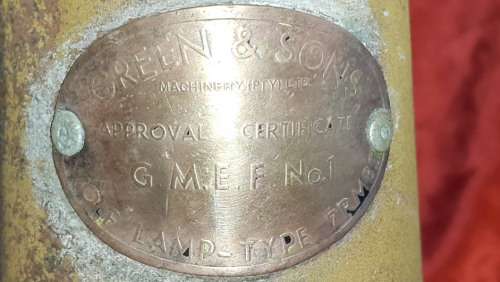 GREEN & SONS
MACHINERY (PTY) LTD
APPROVAL CERTIFICATE
G.M.E.F. No.1
LAMP-TYPE